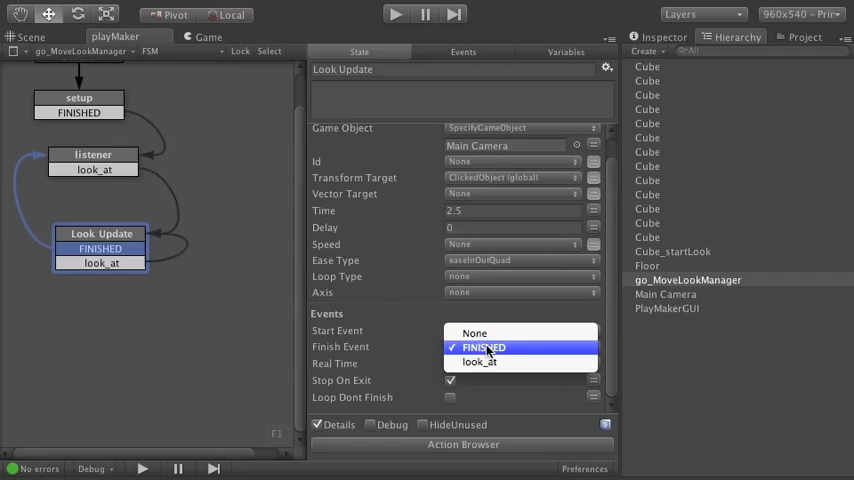 Pivot
Local
Layers
960x540 - Pri
Scene
playMaker
Game
Inspector
Hierarchy
Project
go_MoveLookManager
FSM
Lock
Select
State
Events
Variables
Create
All
setup
FINISHED
listener
look_at
Look Update
FINISHED
look_at
F1
Look Update
Game Object
SpecifyGameObject
Main Camera
Id
None
Transform Target
ClickedObject (global)
Vector Target
None
Time
2.5
Delay
0
Speed
None
Ease Type
easeInOutQuad
Loop Type
none
Axis
none
Events
Start Event
Finish Event
Real Time
Stop On Exit
Loop Dont Finish
None
FINISHED
look_at
Details
Debug
HideUnused
Action Browser
Cube
Cube
Cube
Cube
Cube
Cube
Cube
Cube
Cube
Cube
Cube
Cube
Cube
Cube_startLook
Floor
go_MoveLookManager
Main Camera
PlayMakerGUI
No errors
Debug
Preferences